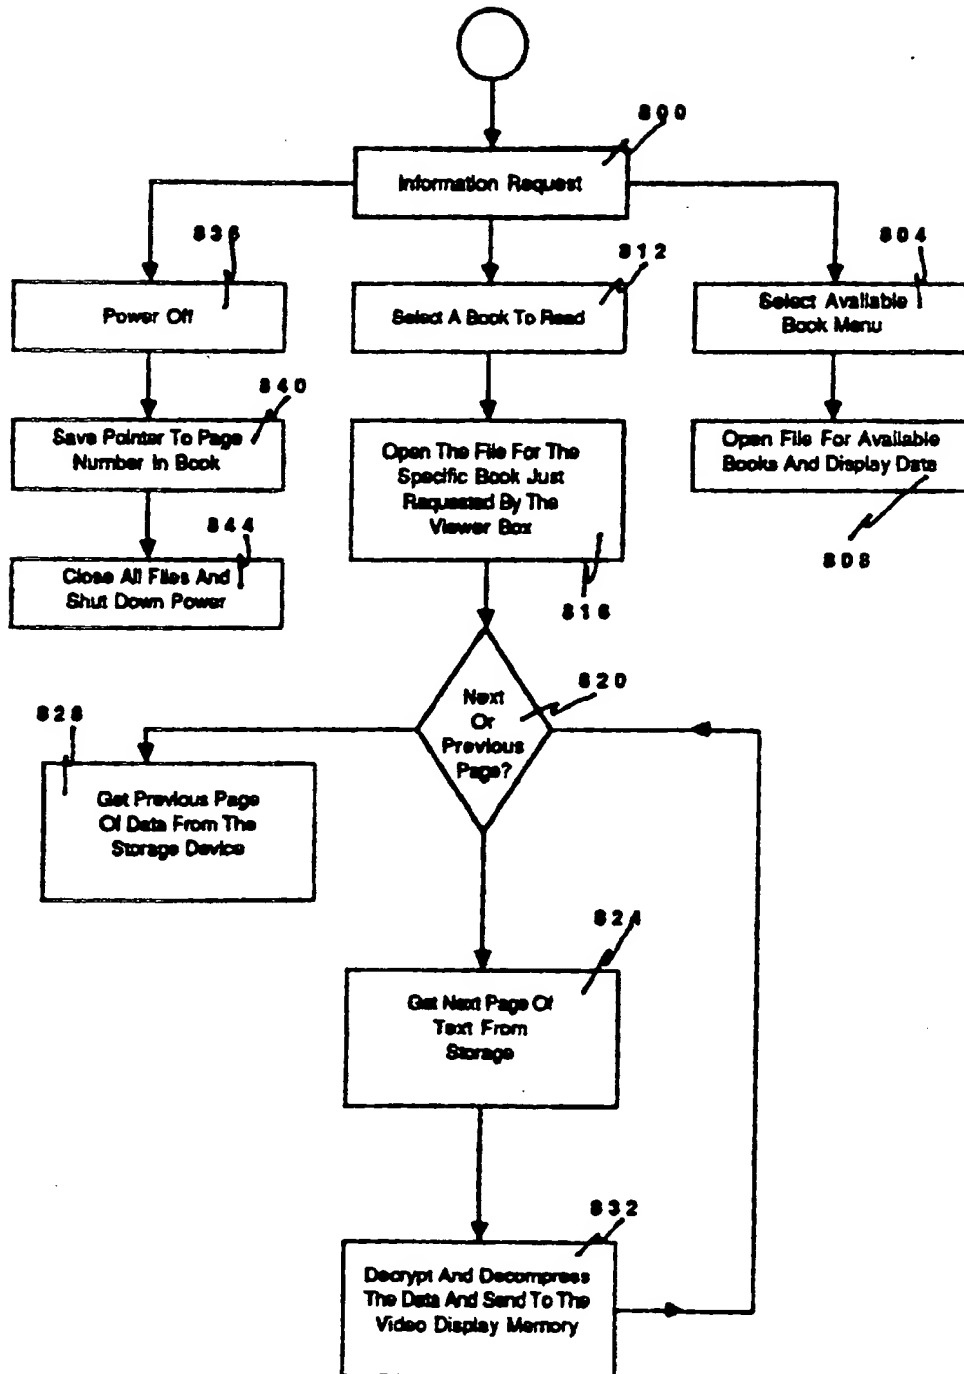 800
Information Request
836
812
804
Power Off
Select A Book To Read
Select Available
Book Menu
840
Save Pointer To Page
Number In Book
Open The File For The
Specific Book Just
Requested By The
Viewer Box
Open File For Available
Books And Display Data
844
808
Close All Files And
Shut Down Power
816
820
Next
Or
Previous
Page?
828
Get Previous Page
Of Data From The
Storage Device
824
Get Next Page Of
Text From
Storage
832
Decrypt And Decompress
The Data And Send To The
Video Display Memory